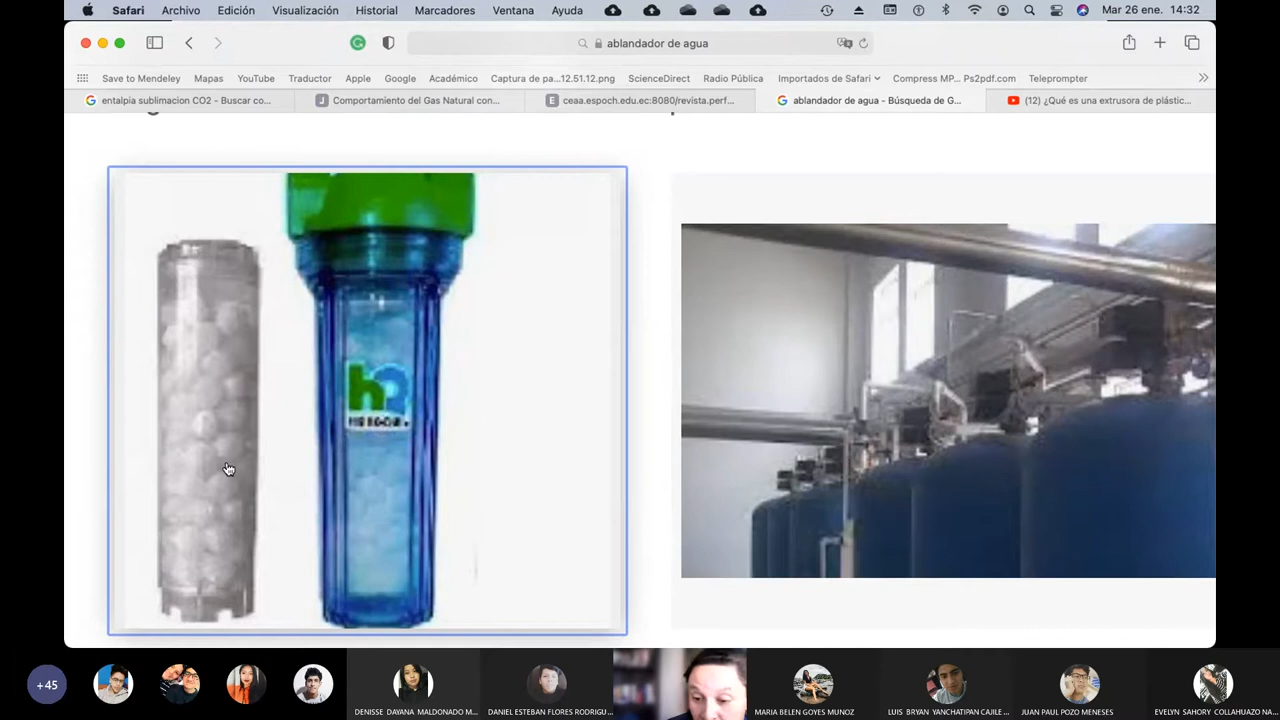 Safari Archivo Edición Visualización Historial Marcadores Ventana Ayuda Mar 26 ene. 14:32
ablandador de agua
Save to Mendeley Mapas YouTube Traductor Apple Google Académico Captura de pa...12.51.12.png ScienceDirect Radio Pública Importados de Safari Compress MP... Ps2pdf.com Teleprompter
entalpia sublimacion CO2 - Buscar co... Comportamiento del Gas Natural con... ceaa.espoch.edu.ec:8080/revista.perf... ablandador de agua - Búsqueda de G... (12) ¿Qué es una extrusora de plástic...
+45
DENISSE DAYANA MALDONADO M... DANIEL ESTEBAN FLORES RODRIGU... MARIA BELEN GOYES MUNOZ LUIS BRYAN YANCHATIPAN CAJILE... JUAN PAUL POZO MENESES EVELYN SAHORY COLLAHUAZO NA...